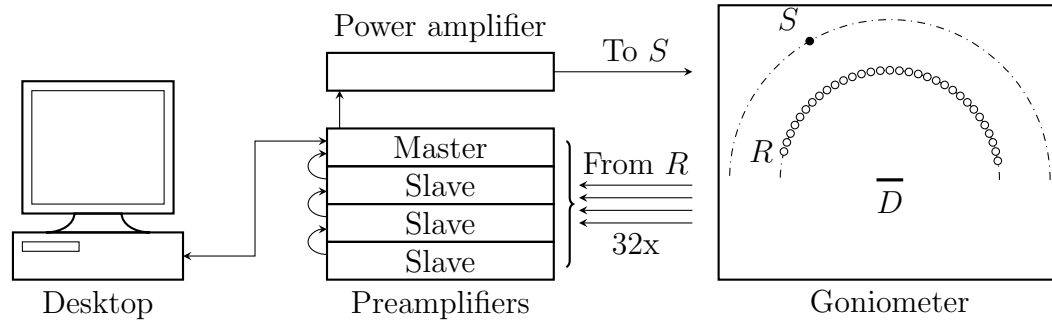 Power amplifier
To S
S
Master
Slave
Slave
Slave
From R
32x
R
D
Desktop
Preamplifiers
Goniometer